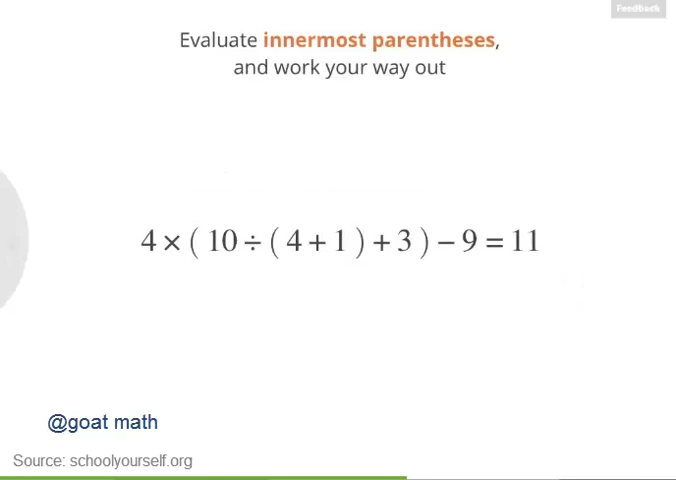 Feedback
Evaluate innermost parentheses,
and work your way out
4 × ( 10 ÷ ( 4 + 1 ) + 3 ) − 9 = 11
@goat math
Source: schoolyourself.org